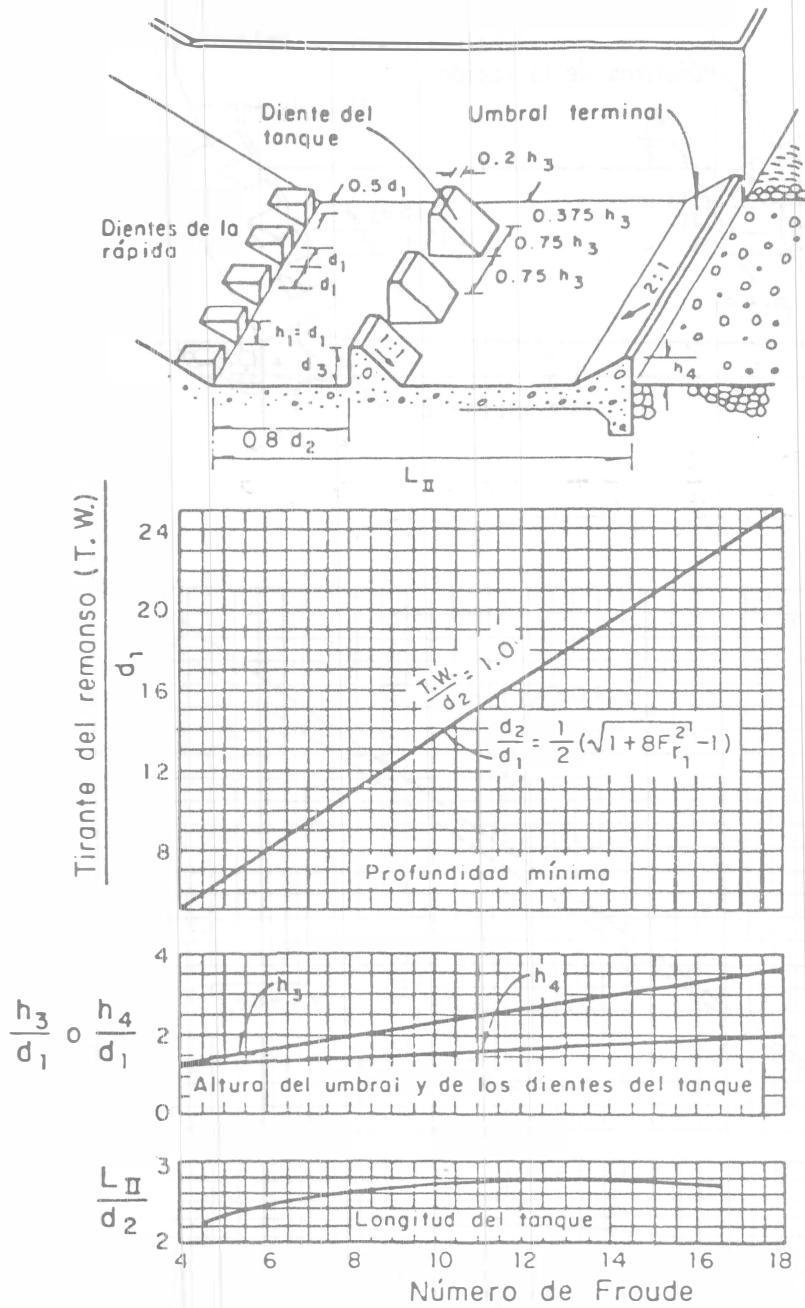 Diente del
tanque
Umbral terminal
0.2 h3
0.5 d1
Dientes de la
rápida
0.375 h3
0.75 h3
0.75 h3
d1
d1
h1 = d1
d3
1:1
2:1
h4
0 8 d2
LII
Tirante del remanso (T. W.)
d1
24
20
16
12
8
T.W.
d2
= 1.0
d2/d1 = 1/2 (√1 + 8Fr1² - 1)
Profundidad mínima
h3/d1 o h4/d1
4
2
0
h3
h4
Altura del umbral y de los dientes del tanque
LII/d2
3
2
Longitud del tanque
4 6 8 10 12 14 16 18
Número de Froude